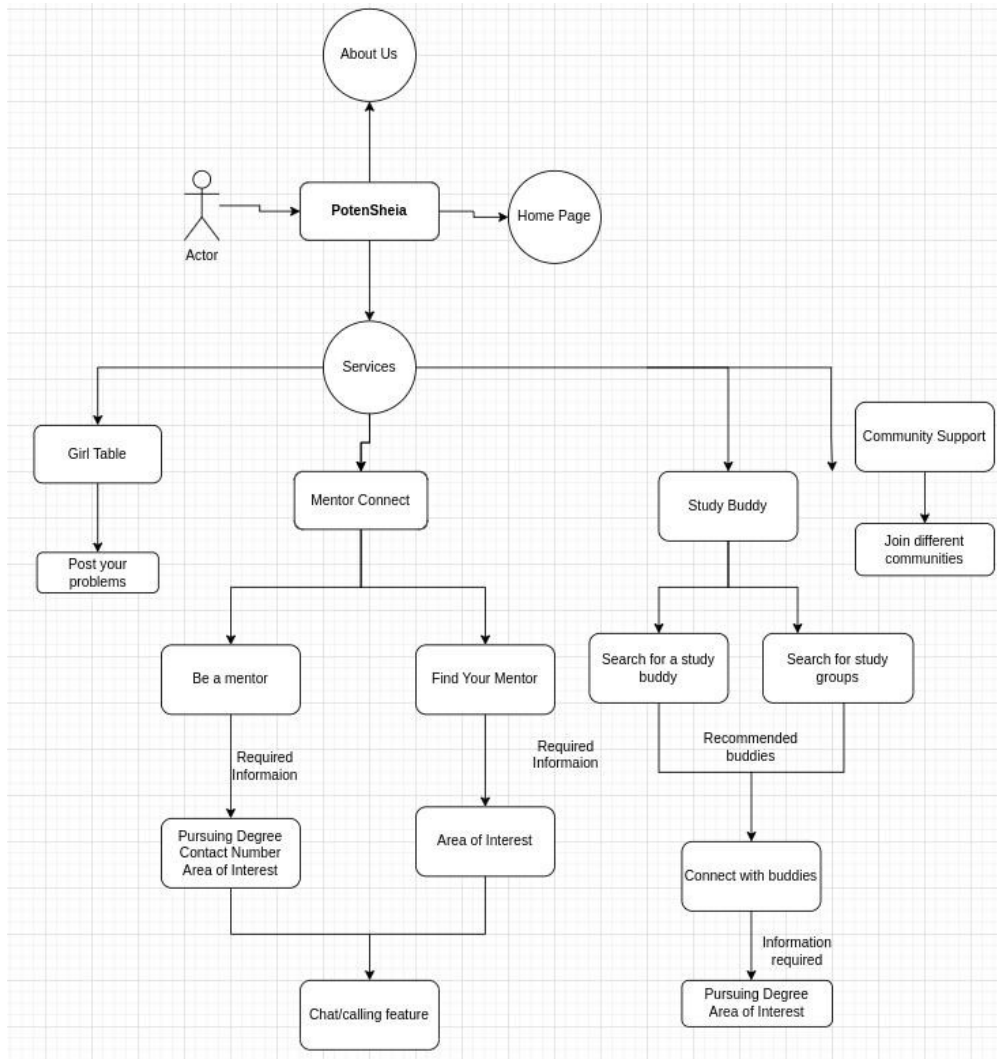 About Us
PotenSheia
Home Page
Actor
Services
Girl Table
Community Support
Mentor Connect
Study Buddy
Post your
problems
Join different
communities
Be a mentor
Find Your Mentor
Search for a study
buddy
Search for study
groups
Required
Informaion
Required
Informaion
Recommended
buddies
Pursuing Degree
Contact Number
Area of Interest
Area of Interest
Connect with buddies
Information
required
Chat/calling feature
Pursuing Degree
Area of Interest